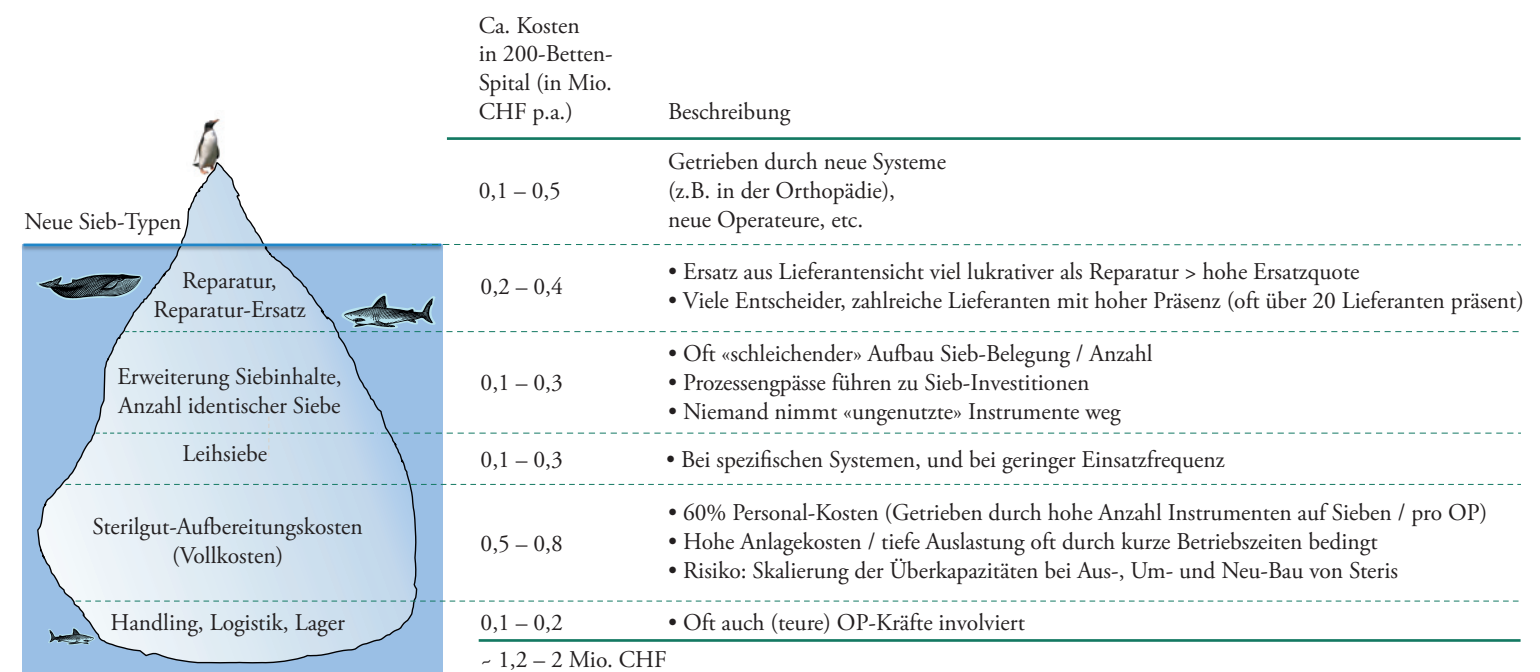 Ca. Kosten
in 200-Betten-
Spital (in Mio.
CHF p.a.)
Beschreibung
Neue Sieb-Typen
0,1 – 0,5
Getrieben durch neue Systeme
(z.B. in der Orthopädie),
neue Operateure, etc.
Reparatur,
Reparatur-Ersatz
0,2 – 0,4
• Ersatz aus Lieferantensicht viel lukrativer als Reparatur > hohe Ersatzquote
• Viele Entscheider, zahlreiche Lieferanten mit hoher Präsenz (oft über 20 Lieferanten präsent)
Erweiterung Siebinhalte,
Anzahl identischer Siebe
0,1 – 0,3
• Oft «schleichender» Aufbau Sieb-Belegung / Anzahl
• Prozessengpässe führen zu Sieb-Investitionen
• Niemand nimmt «ungenutzte» Instrumente weg
Leihsiebe
0,1 – 0,3
• Bei spezifischen Systemen, und bei geringer Einsatzfrequenz
Sterilgut-Aufbereitungskosten
(Vollkosten)
0,5 – 0,8
• 60% Personal-Kosten (Getrieben durch hohe Anzahl Instrumenten auf Sieben / pro OP)
• Hohe Anlagekosten / tiefe Auslastung oft durch kurze Betriebszeiten bedingt
• Risiko: Skalierung der Überkapazitäten bei Aus-, Um- und Neu-Bau von Steris
Handling, Logistik, Lager
0,1 – 0,2
• Oft auch (teure) OP-Kräfte involviert
~ 1,2 – 2 Mio. CHF